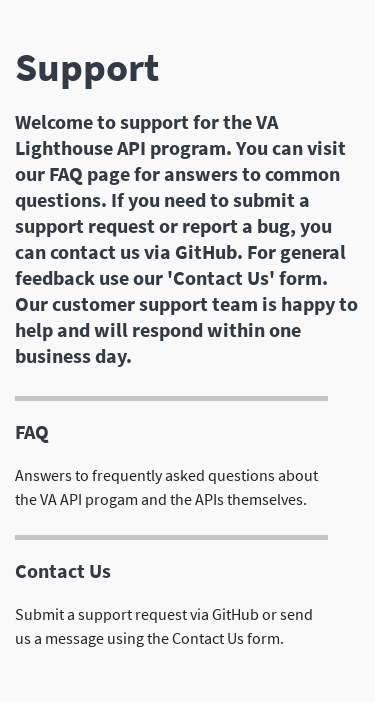 Support
Welcome to support for the VA
Lighthouse API program. You can visit
our FAQ page for answers to common
questions. If you need to submit a
support request or report a bug, you
can contact us via GitHub. For general
feedback use our 'Contact Us' form.
Our customer support team is happy to
help and will respond within one
business day.
FAQ
Answers to frequently asked questions about
the VA API progam and the APIs themselves.
Contact Us
Submit a support request via GitHub or send
us a message using the Contact Us form.